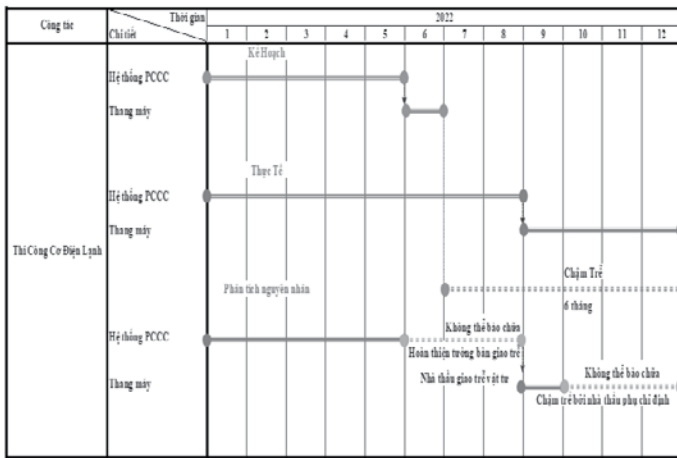 Công tác
Thời gian
Chi tiết
2022
1 2 3 4 5 6 7 8 9 10 11 12
Kế Hoạch
Hệ thống PCCC
Thang máy
Thực Tế
Hệ thống PCCC
Thang máy
Thi Công Cơ Điện Lạnh
Chậm Trễ
Phân tích nguyên nhân
6 tháng
Không thể bào chữa
Hệ thống PCCC
Hoàn thiện tường bàn giao trễ
Không thể bào chữa
Nhà thầu giao trễ vật tư
Thang máy
Chậm trễ bởi nhà thầu phụ chỉ định